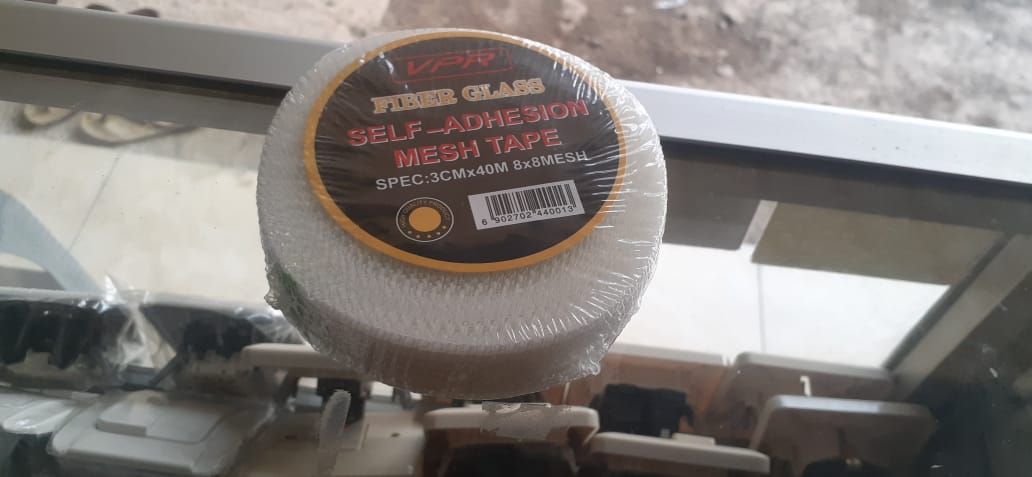 VPR
FIBER GLASS
SELF-ADHESION
MESH TAPE
SPEC:3CMx40M 8x8MESH
6 902702 440013